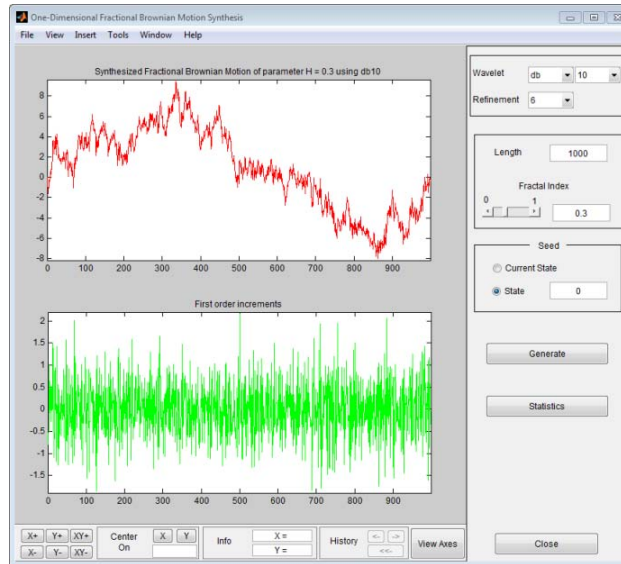 One-Dimensional Fractional Brownian Motion Synthesis
File View Insert Tools Window Help
Synthesized Fractional Brownian Motion of parameter H = 0.3 using db10
8
6
4
2
0
-2
-4
-6
-8
0 100 200 300 400 500 600 700 800 900
First order increments
2
1.5
1
0.5
0
-0.5
-1
-1.5
0 100 200 300 400 500 600 700 800 900
Wavelet db 10
Refinement 6
Length 1000
Fractal Index
0 1
0.3
Seed
Current State
State 0
Generate
Statistics
Close
X+ Y+ XY+
X- Y- XY-
Center On
X Y
Info
X =
Y =
History
<- ->
<<-
View Axes